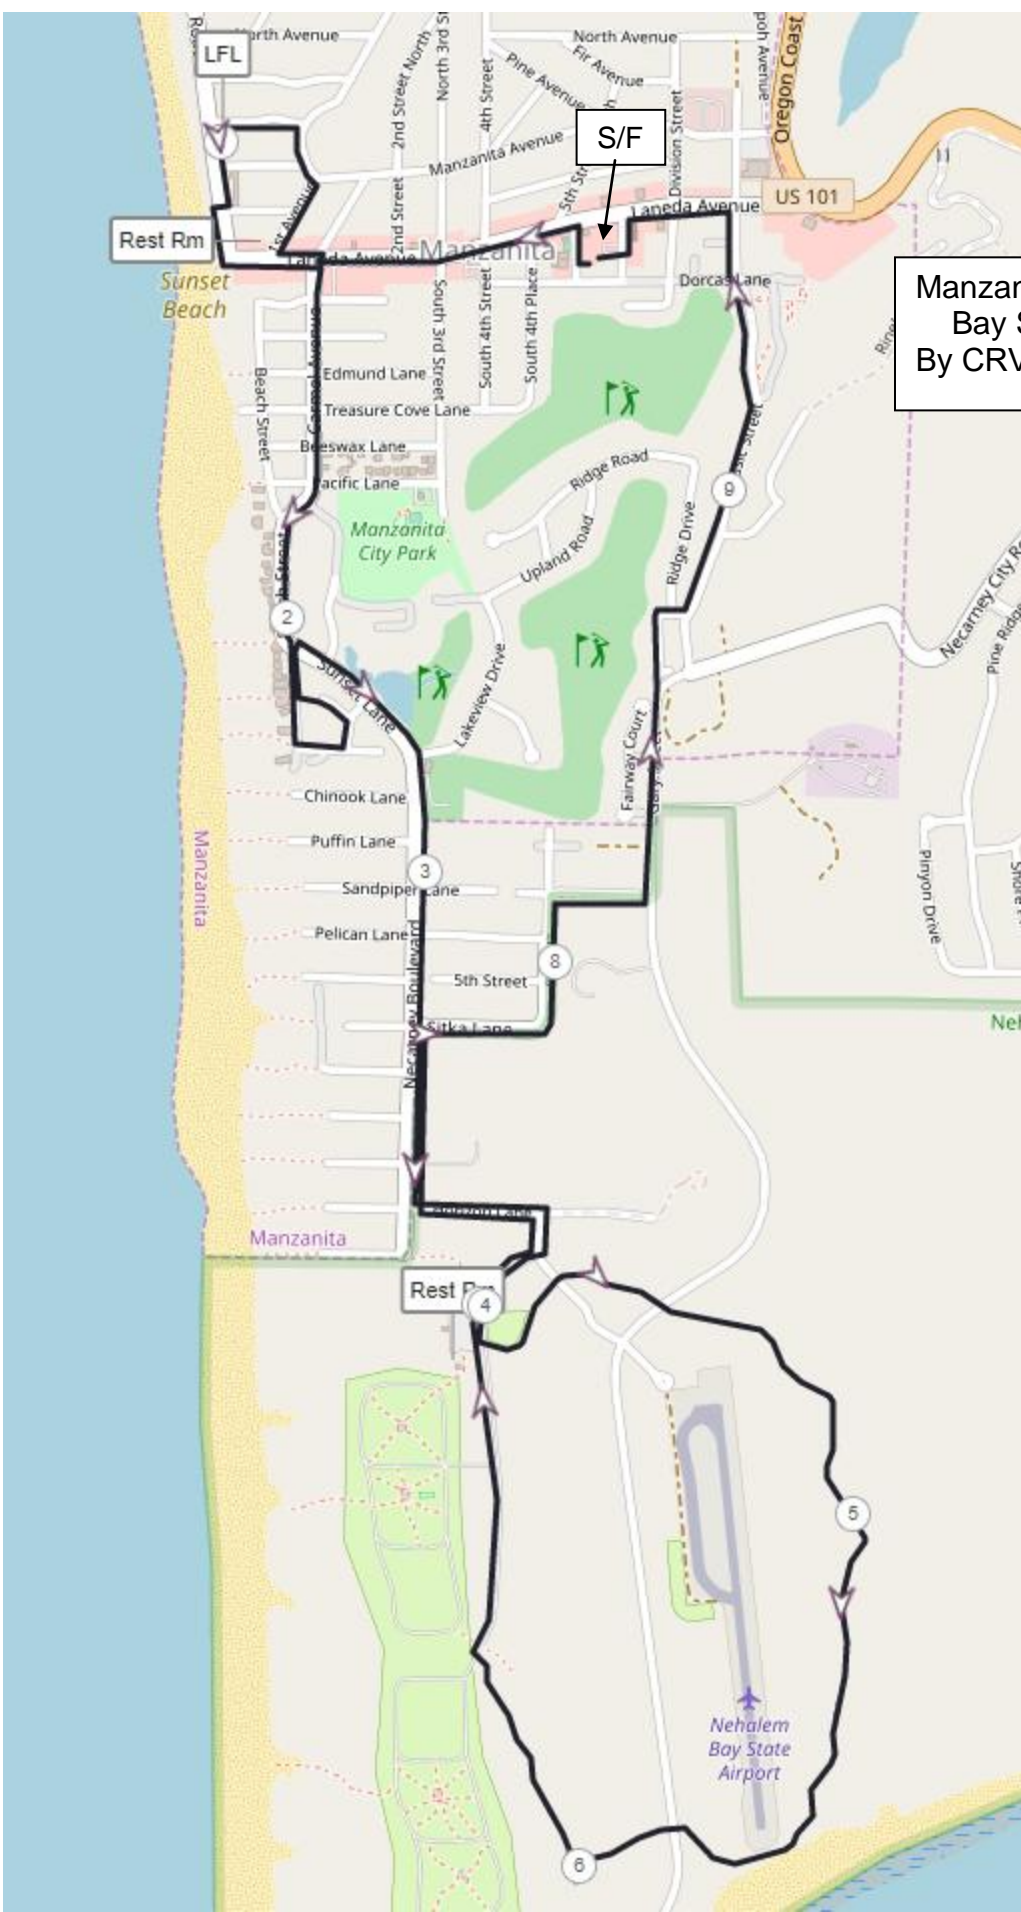 North Avenue
LFL
North Avenue
Fir Avenue
Pine Avenue
2nd Street North
4th Street
Oregon Coast
Division Street
S/F
Manzanita Avenue
2nd Street
1st Avenue
US 101
Laneda Avenue
Rest Rm
Manzanita
Laneda Avenue
Sunset
Beach
Dorcas Lane
South 3rd Street
South 4th Street
South 4th Place
Bay
Edmund Lane
Carmel Avenue
Beach Street
Treasure Cove Lane
Beeswax Lane
Ridge Road
Pacific Lane
9
Manzanita
City Park
Upland Road
Ridge Drive
2
Necarney City
Sunset Lane
Lakeview Drive
Fairway Court
Chinook Lane
Puffin Lane
Manzanita
3
Sandpiper Lane
Pinyon Drive
Pelican Lane
Necarney Boulevard
8
5th Street
Sitka Lane
Horizon Lane
Manzanita
Rest Rm
4
5
Nehalem
Bay State
Airport
6